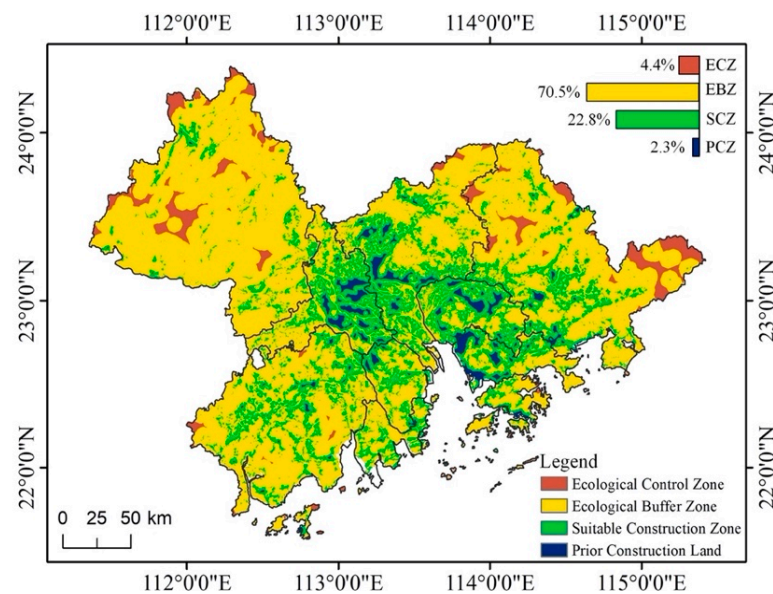 112°0'0"E 113°0'0"E 114°0'0"E 115°0'0"E
24°0'0"N
23°0'0"N
22°0'0"N
4.4% ECZ
70.5% EBZ
22.8% SCZ
2.3% PCZ
24°0'0"N
23°0'0"N
22°0'0"N
Legend
Ecological Control Zone
Ecological Buffer Zone
Suitable Construction Zone
Prior Construction Land
0 25 50 km
112°0'0"E 113°0'0"E 114°0'0"E 115°0'0"E